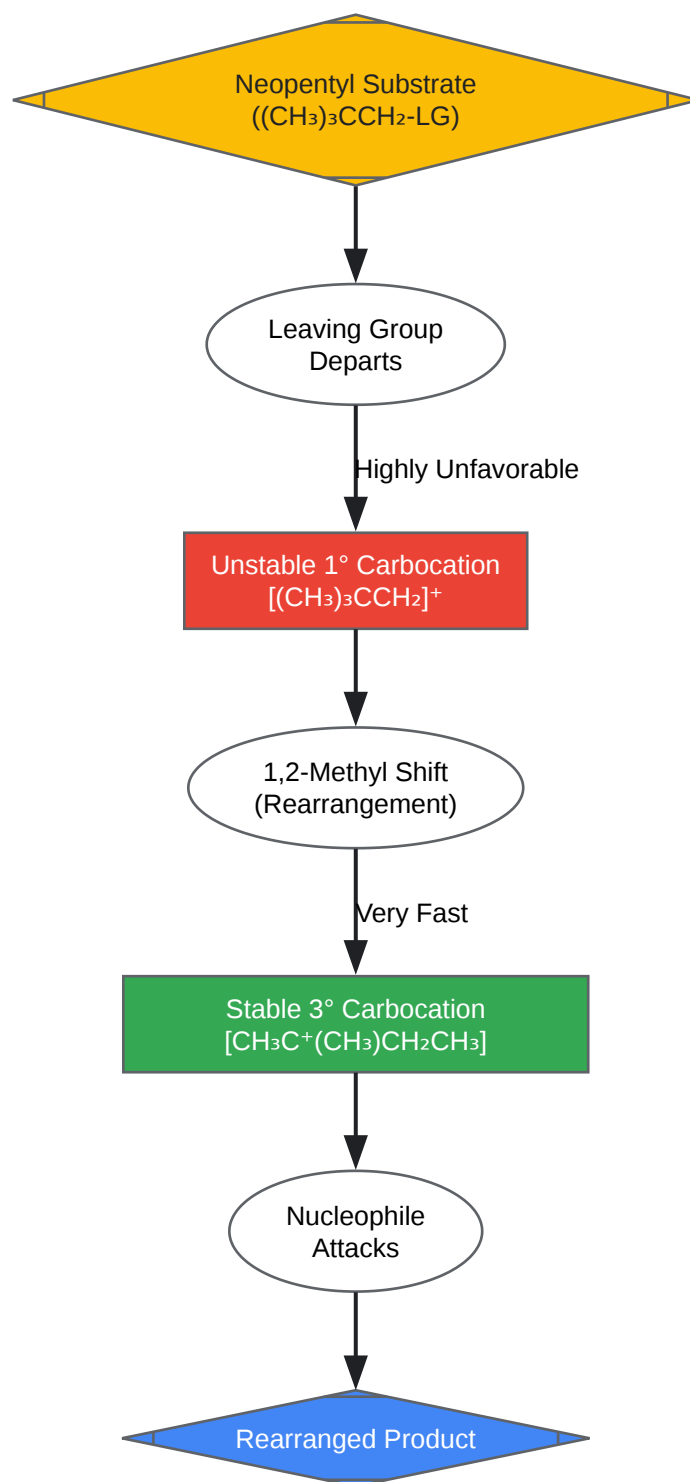 Neopentyl Substrate
((CH₃)₃CCH₂-LG)
Leaving Group
Departs
Highly Unfavorable
Unstable 1° Carbocation
[(CH₃)₃CCH₂]⁺
1,2-Methyl Shift
(Rearrangement)
Very Fast
Stable 3° Carbocation
[CH₃C⁺(CH₃)CH₂CH₃]
Nucleophile
Attacks
Rearranged Product